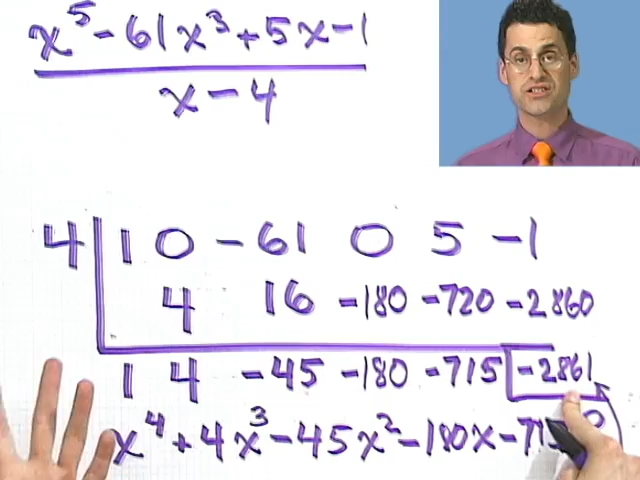 x⁵ - 61x³ + 5x - 1
x - 4
4 1 0 -61 0 5 -1
4 16 -180 -720 -2860
1 4 -45 -180 -715 -2861
x⁴ + 4x³ - 45x² - 180x